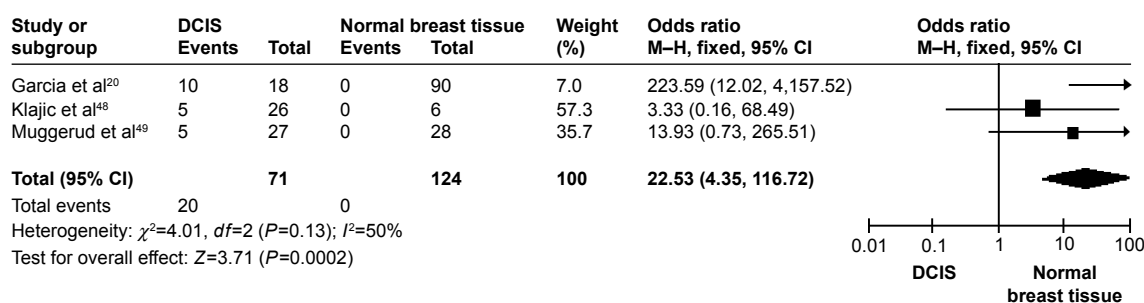 Study or DCIS Normal breast tissue Weight Odds ratio Odds ratio
subgroup Events Total Events Total (%) M–H, fixed, 95% CI M–H, fixed, 95% CI
Garcia et al²⁰ 10 18 0 90 7.0 223.59 (12.02, 4,157.52)
Klajic et al⁴⁸ 5 26 0 6 57.3 3.33 (0.16, 68.49)
Muggerud et al⁴⁹ 5 27 0 28 35.7 13.93 (0.73, 265.51)
Total (95% CI) 71 124 100 22.53 (4.35, 116.72)
Total events 20 0
Heterogeneity: χ²=4.01, df=2 (P=0.13); I²=50%
Test for overall effect: Z=3.71 (P=0.0002)
0.01 0.1 1 10 100
DCIS Normal
breast tissue